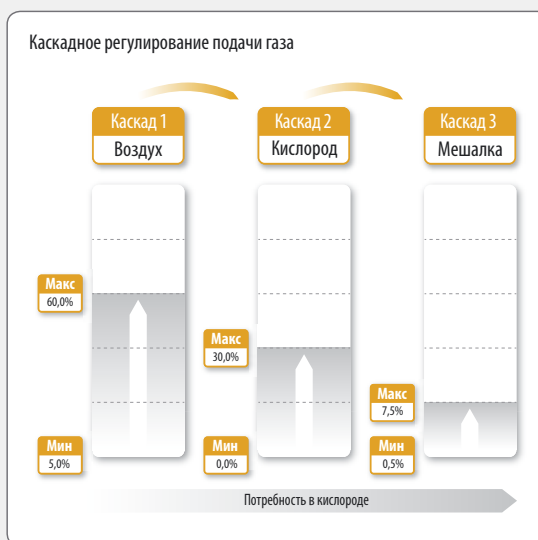 Каскадное регулирование подачи газа
Каскад 1
Воздух
Каскад 2
Кислород
Каскад 3
Мешалка
Макс
60,0%
Макс
30,0%
Макс
7,5%
Мин
5,0%
Мин
0,0%
Мин
0,5%
Потребность в кислороде